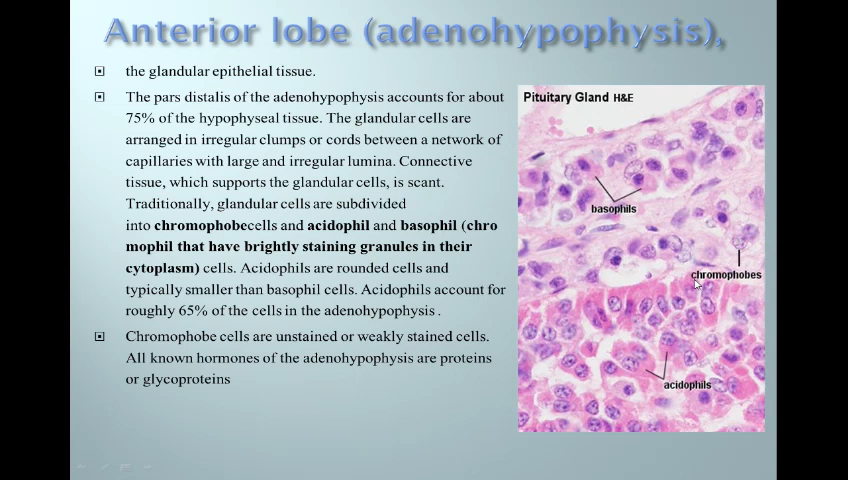 Anterior lobe (adenohypophysis),
the glandular epithelial tissue.
The pars distalis of the adenohypophysis accounts for about
75% of the hypophyseal tissue. The glandular cells are
arranged in irregular clumps or cords between a network of
capillaries with large and irregular lumina. Connective
tissue, which supports the glandular cells, is scant.
Traditionally, glandular cells are subdivided
into chromophobecells and acidophil and basophil (chro
mophil that have brightly staining granules in their
cytoplasm) cells. Acidophils are rounded cells and
typically smaller than basophil cells. Acidophils account for
roughly 65% of the cells in the adenohypophysis .
Chromophobe cells are unstained or weakly stained cells.
All known hormones of the adenohypophysis are proteins
or glycoproteins
Pituitary Gland H&E
basophils
chromophobes
acidophils